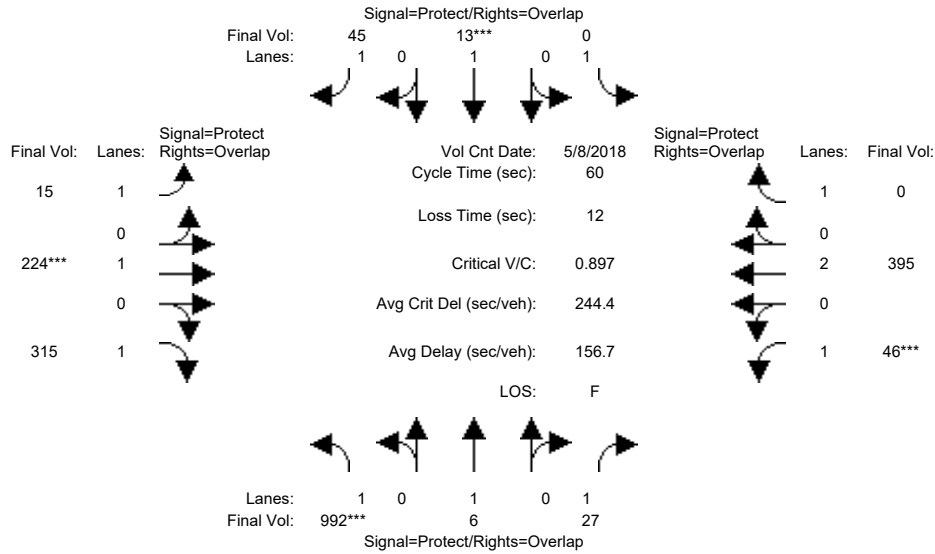 Signal=Protect/Rights=Overlap
Final Vol: 45 13*** 0
Lanes: 1 0 1 0 1
Signal=Protect Signal=Protect
Final Vol: Lanes: Rights=Overlap Vol Cnt Date: 5/8/2018 Rights=Overlap Lanes: Final Vol:
Cycle Time (sec): 60
15 1 1 0
Loss Time (sec): 12
0 0
224*** 1 Critical V/C: 0.897 2 395
0 Avg Crit Del (sec/veh): 244.4 0
315 1 Avg Delay (sec/veh): 156.7 1 46***
LOS: F
Lanes: 1 0 1 0 1
Final Vol: 992*** 6 27
Signal=Protect/Rights=Overlap